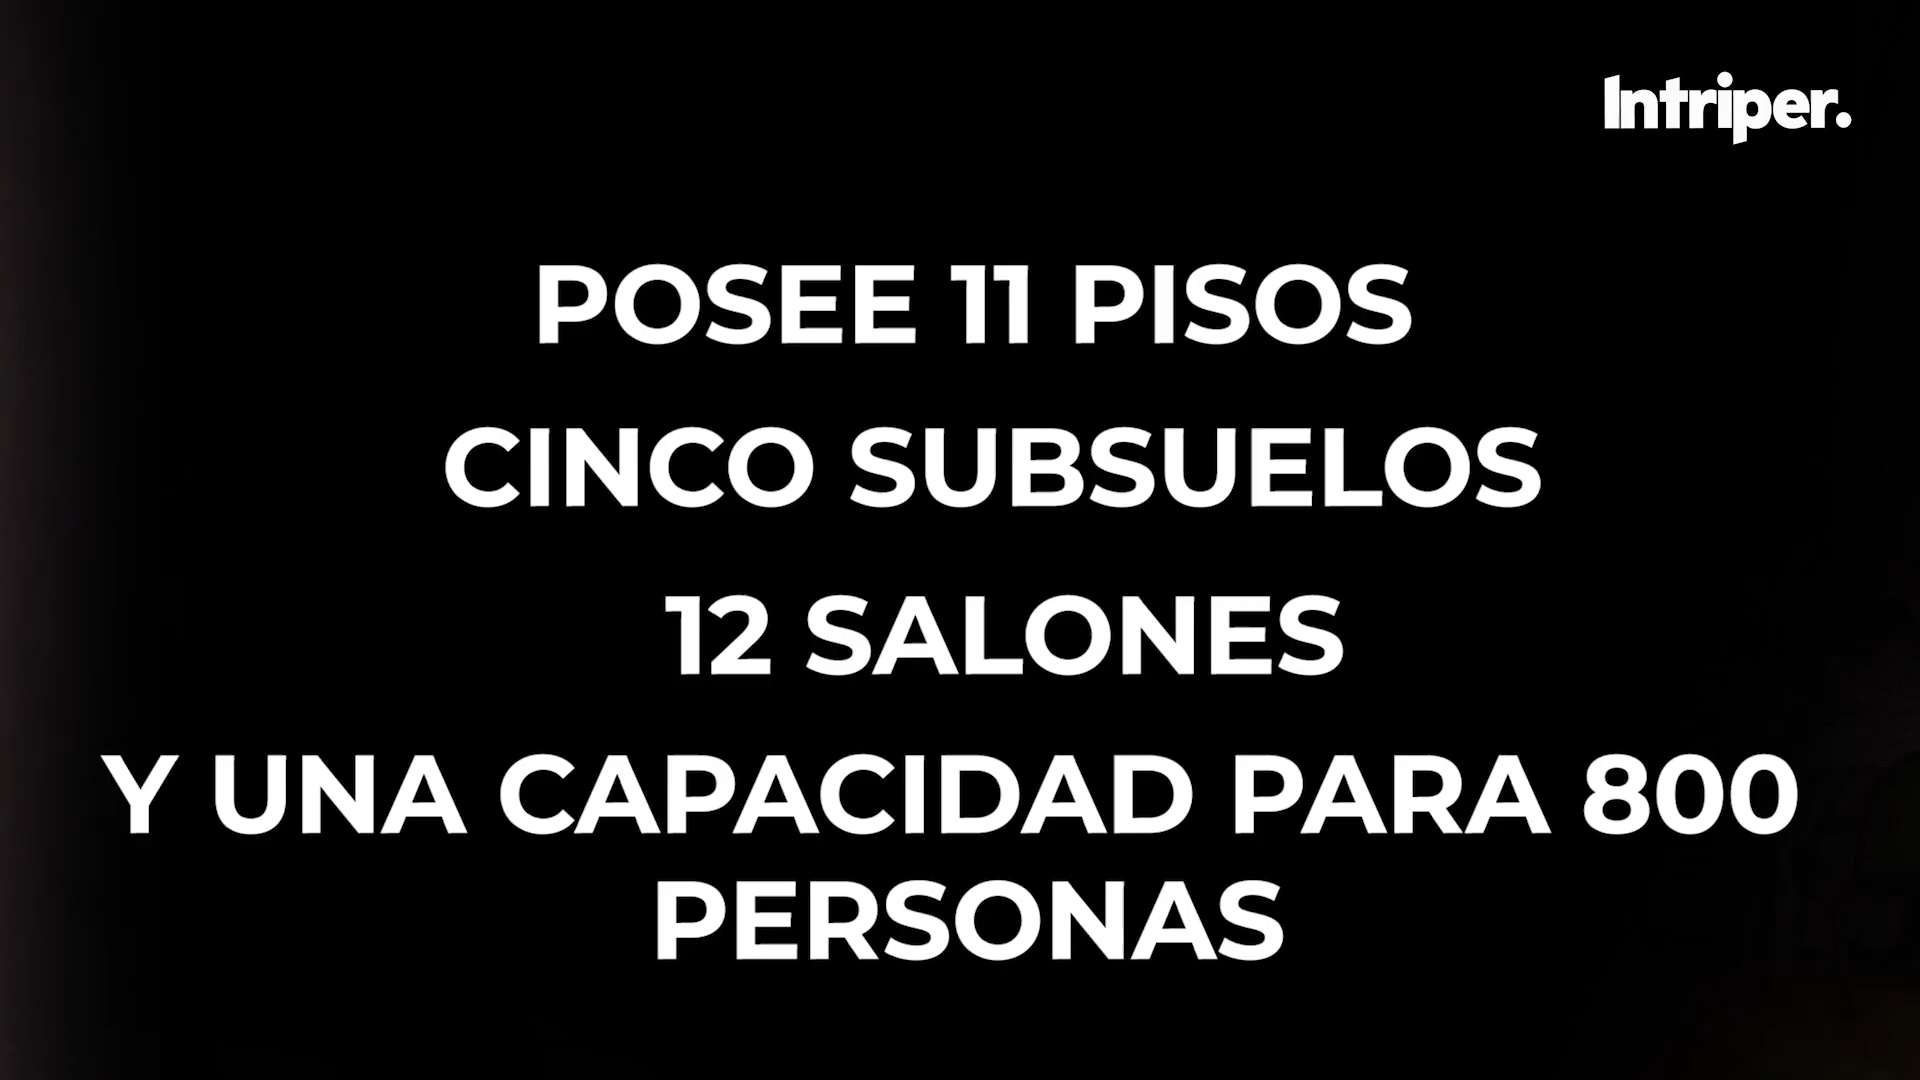 Intriper.
POSEE 11 PISOS
CINCO SUBSUELOS
12 SALONES
Y UNA CAPACIDAD PARA 800
PERSONAS